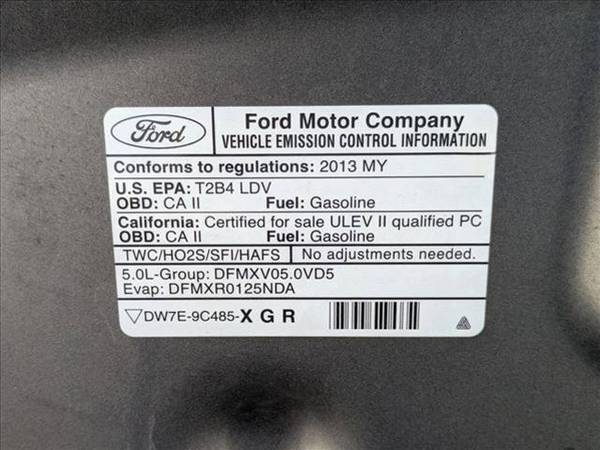 Ford
Ford Motor Company
VEHICLE EMISSION CONTROL INFORMATION
Conforms to regulations: 2013 MY
U.S. EPA: T2B4 LDV
OBD: CA II Fuel: Gasoline
California: Certified for sale ULEV II qualified PC
OBD: CA II Fuel: Gasoline
TWC/HO2S/SFI/HAFS No adjustments needed.
5.0L-Group: DFMXV05.0VD5
Evap: DFMXR0125NDA
DW7E-9C485-X G R